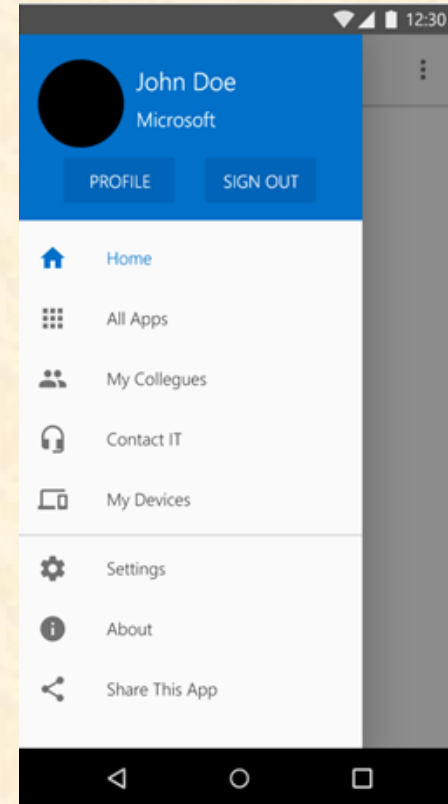 12:30
John Doe
Microsoft
PROFILE SIGN OUT
Home
All Apps
My Collegues
Contact IT
My Devices
Settings
About
Share This App